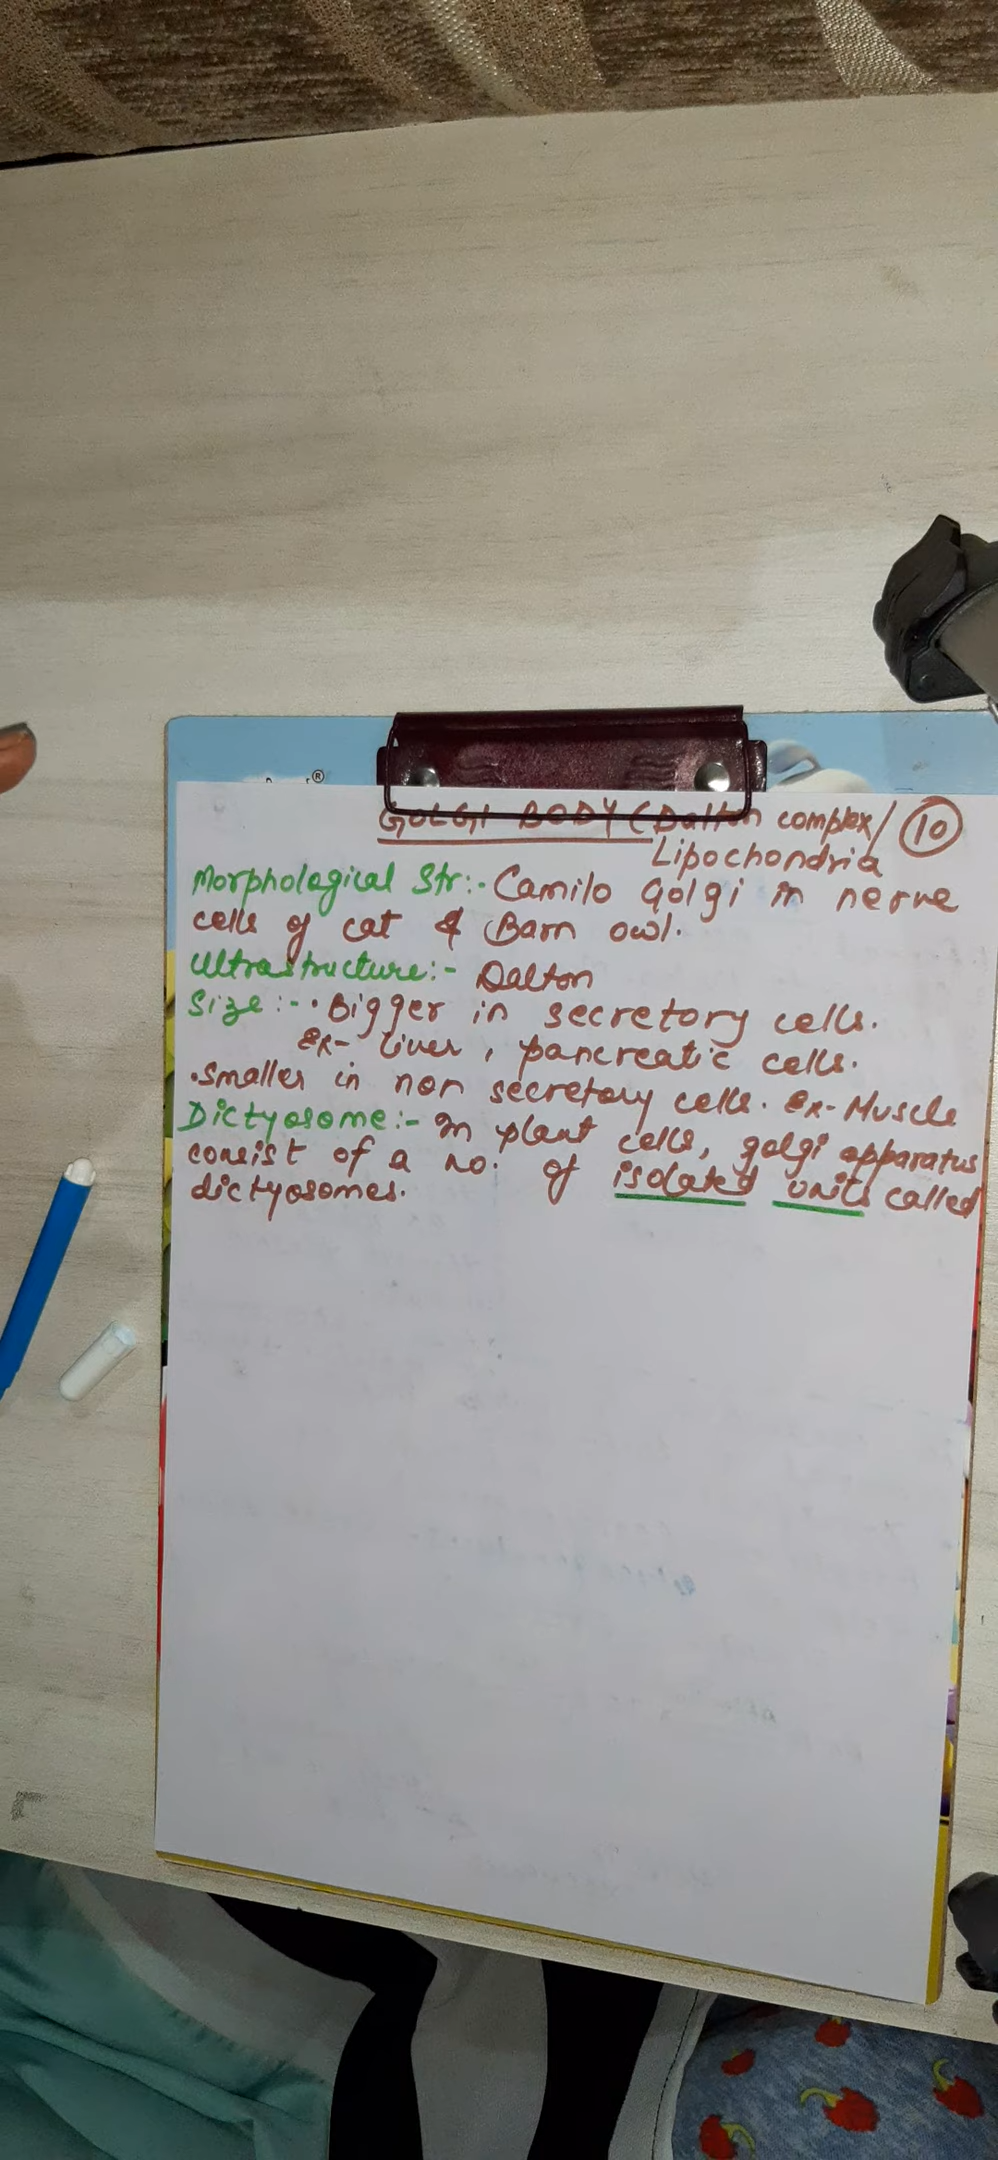 GOLGI BODY (Dalton complex/ 10
Lipochondria
Morphological Str:- Camilo Golgi in nerve
cells of cat & Barn owl.
Ultrastructure:- Dalton
Size:- • Bigger in secretory cells.
Ex- liver, pancreatic cells.
• Smaller in non secretory cells. Ex- Muscle
Dictyosome:- In plant cells, golgi apparatus
consist of a no. of isolated units called
dictyosomes.